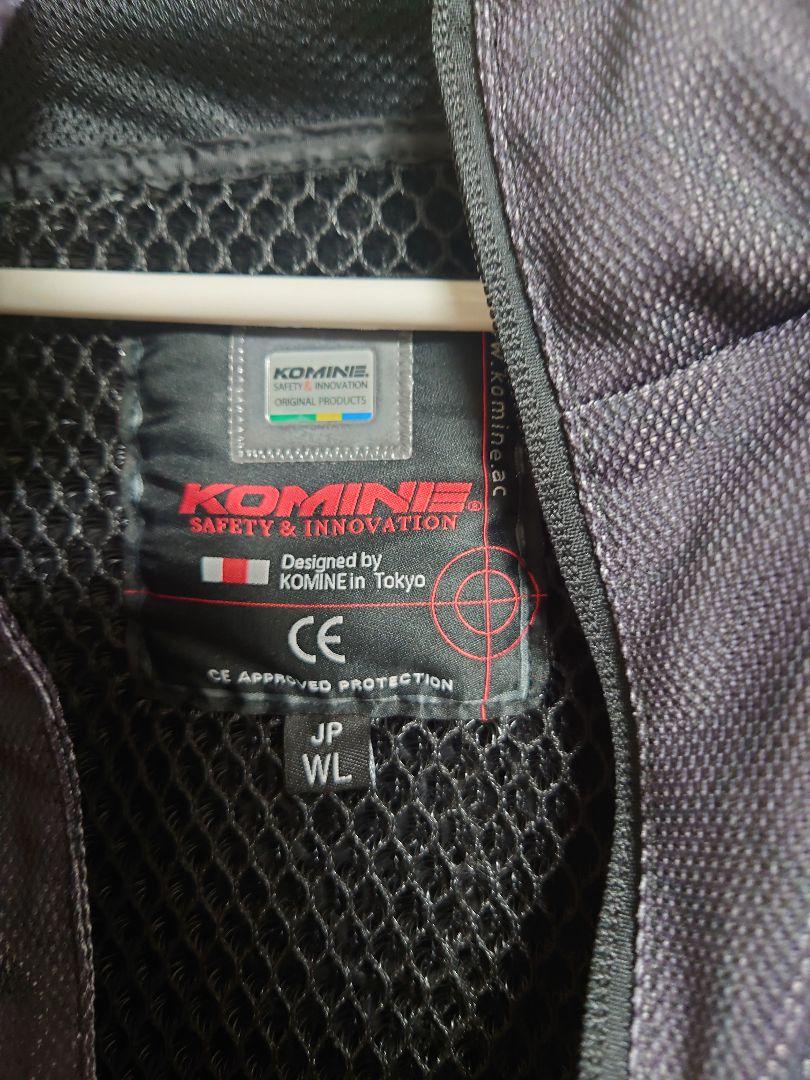 KOMINE.
SAFETY & INNOVATION
ORIGINAL PRODUCTS
KOMINE®
SAFETY & INNOVATION
Designed by
KOMINE in Tokyo
CE
CE APPROVED PROTECTION
JP
WL
w.komine.ac